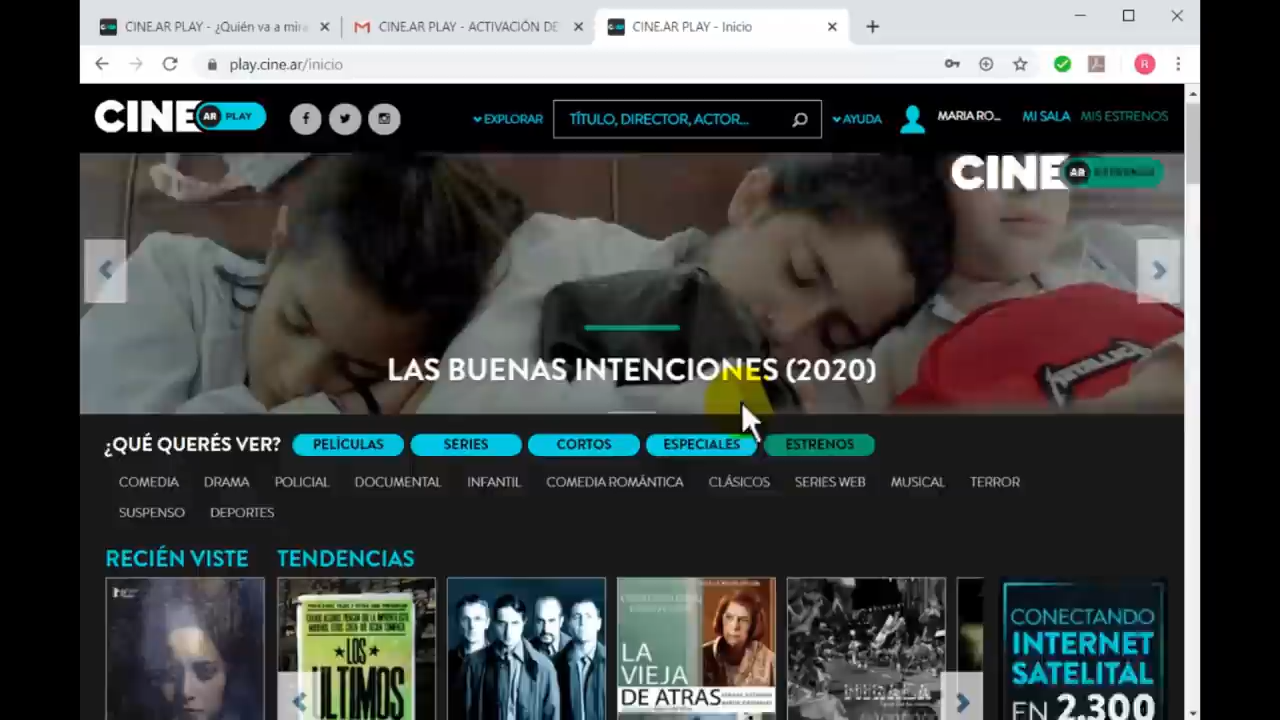 CINE.AR PLAY - ¿Quién va a mira
CINE.AR PLAY - ACTIVACIÓN DE
CINE.AR PLAY - Inicio
play.cine.ar/inicio
R
CINE AR PLAY
EXPLORAR
TÍTULO, DIRECTOR, ACTOR...
AYUDA
MARIA RO...
MI SALA
MIS ESTRENOS
CINE AR
METALLICA
LAS BUENAS INTENCIONES (2020)
¿QUÉ QUERÉS VER?
PELÍCULAS
SERIES
CORTOS
ESPECIALES
ESTRENOS
COMEDIA
DRAMA
POLICIAL
DOCUMENTAL
INFANTIL
COMEDIA ROMÁNTICA
CLÁSICOS
SERIES WEB
MUSICAL
TERROR
SUSPENSO
DEPORTES
RECIÉN VISTE
TENDENCIAS
LOS
ÚLTIMOS
LA
VIEJA
DE ATRAS
CONECTANDO
INTERNET
SATELITAL
EN 2.300